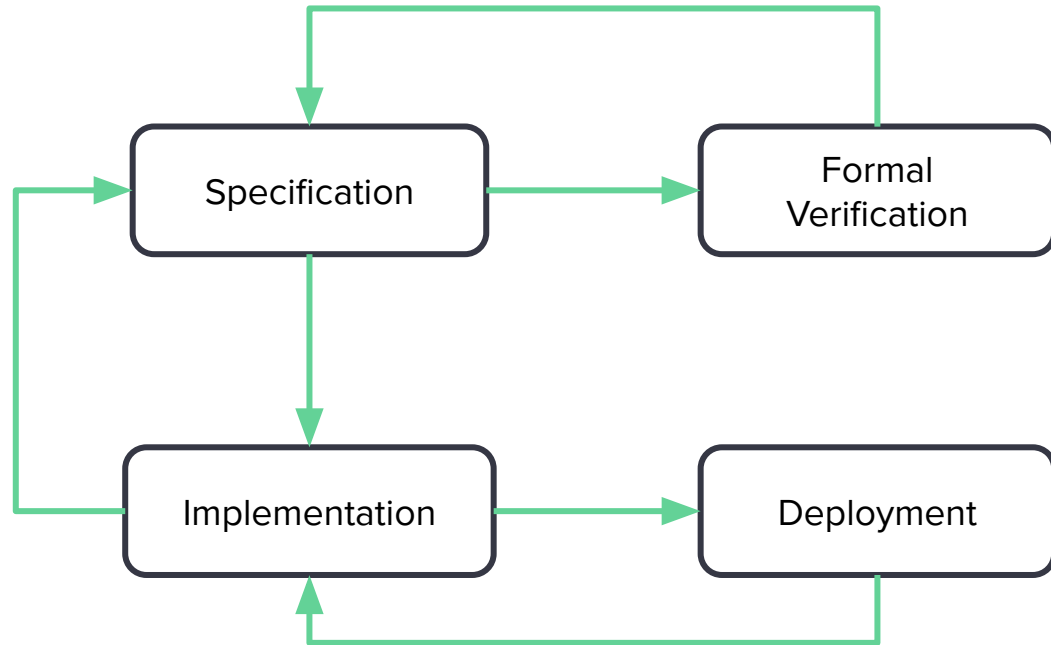 Specification
Formal
Verification
Implementation
Deployment